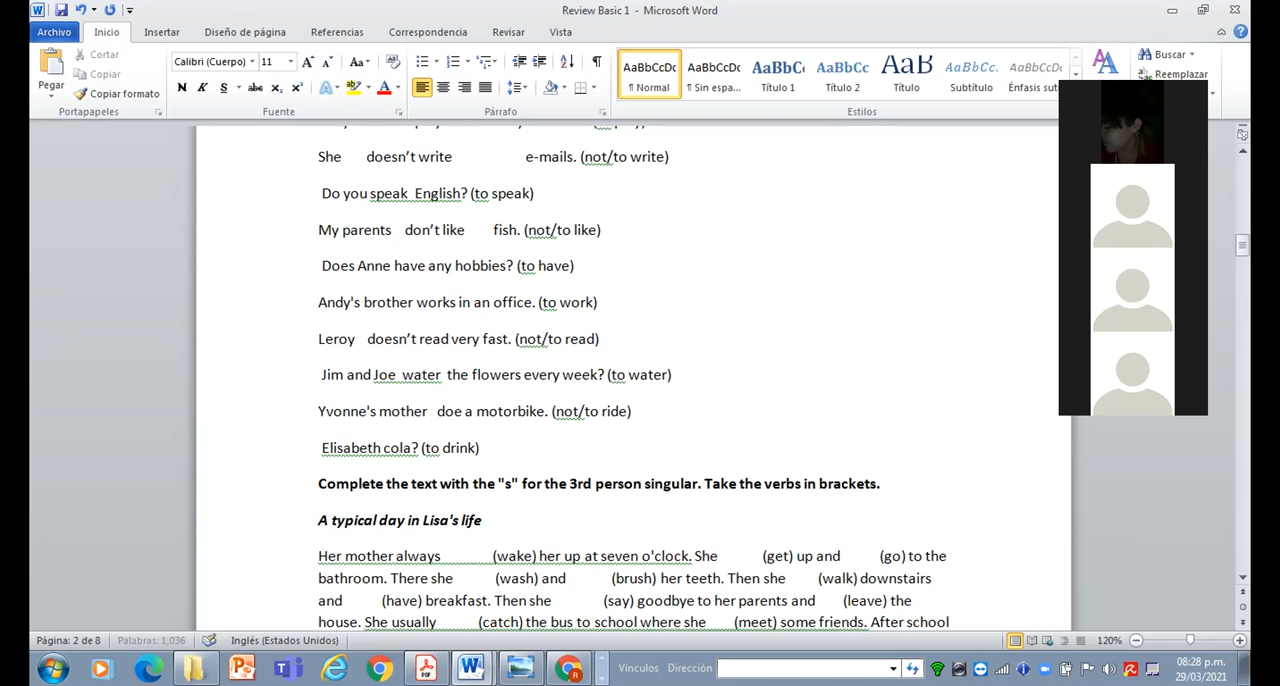 Review Basic 1 - Microsoft Word
Archivo Inicio Insertar Diseño de página Referencias Correspondencia Revisar Vista
Pegar
Cortar
Copiar
Copiar formato
Portapapeles
Calibri (Cuerpo) 11
Fuente
Párrafo
AaBbCcDc AaBbCcDc AaBbC AaBbCc AaB AaBbCc. AaBbCcDc
¶ Normal ¶ Sin espa... Título 1 Título 2 Título Subtítulo Énfasis sut
Estilos
Buscar
Reemplazar
She doesn’t write e-mails. (not/to write)
Do you speak English? (to speak)
My parents don’t like fish. (not/to like)
Does Anne have any hobbies? (to have)
Andy's brother works in an office. (to work)
Leroy doesn’t read very fast. (not/to read)
Jim and Joe water the flowers every week? (to water)
Yvonne's mother doe a motorbike. (not/to ride)
Elisabeth cola? (to drink)
Complete the text with the "s" for the 3rd person singular. Take the verbs in brackets.
A typical day in Lisa's life
Her mother always (wake) her up at seven o'clock. She (get) up and (go) to the
bathroom. There she (wash) and (brush) her teeth. Then she (walk) downstairs
and (have) breakfast. Then she (say) goodbye to her parents and (leave) the
house. She usually (catch) the bus to school where she (meet) some friends. After school
Página: 2 de 8 Palabras: 1,036 Inglés (Estados Unidos) 120%
Vínculos Dirección
08:28 p.m.
29/03/2021